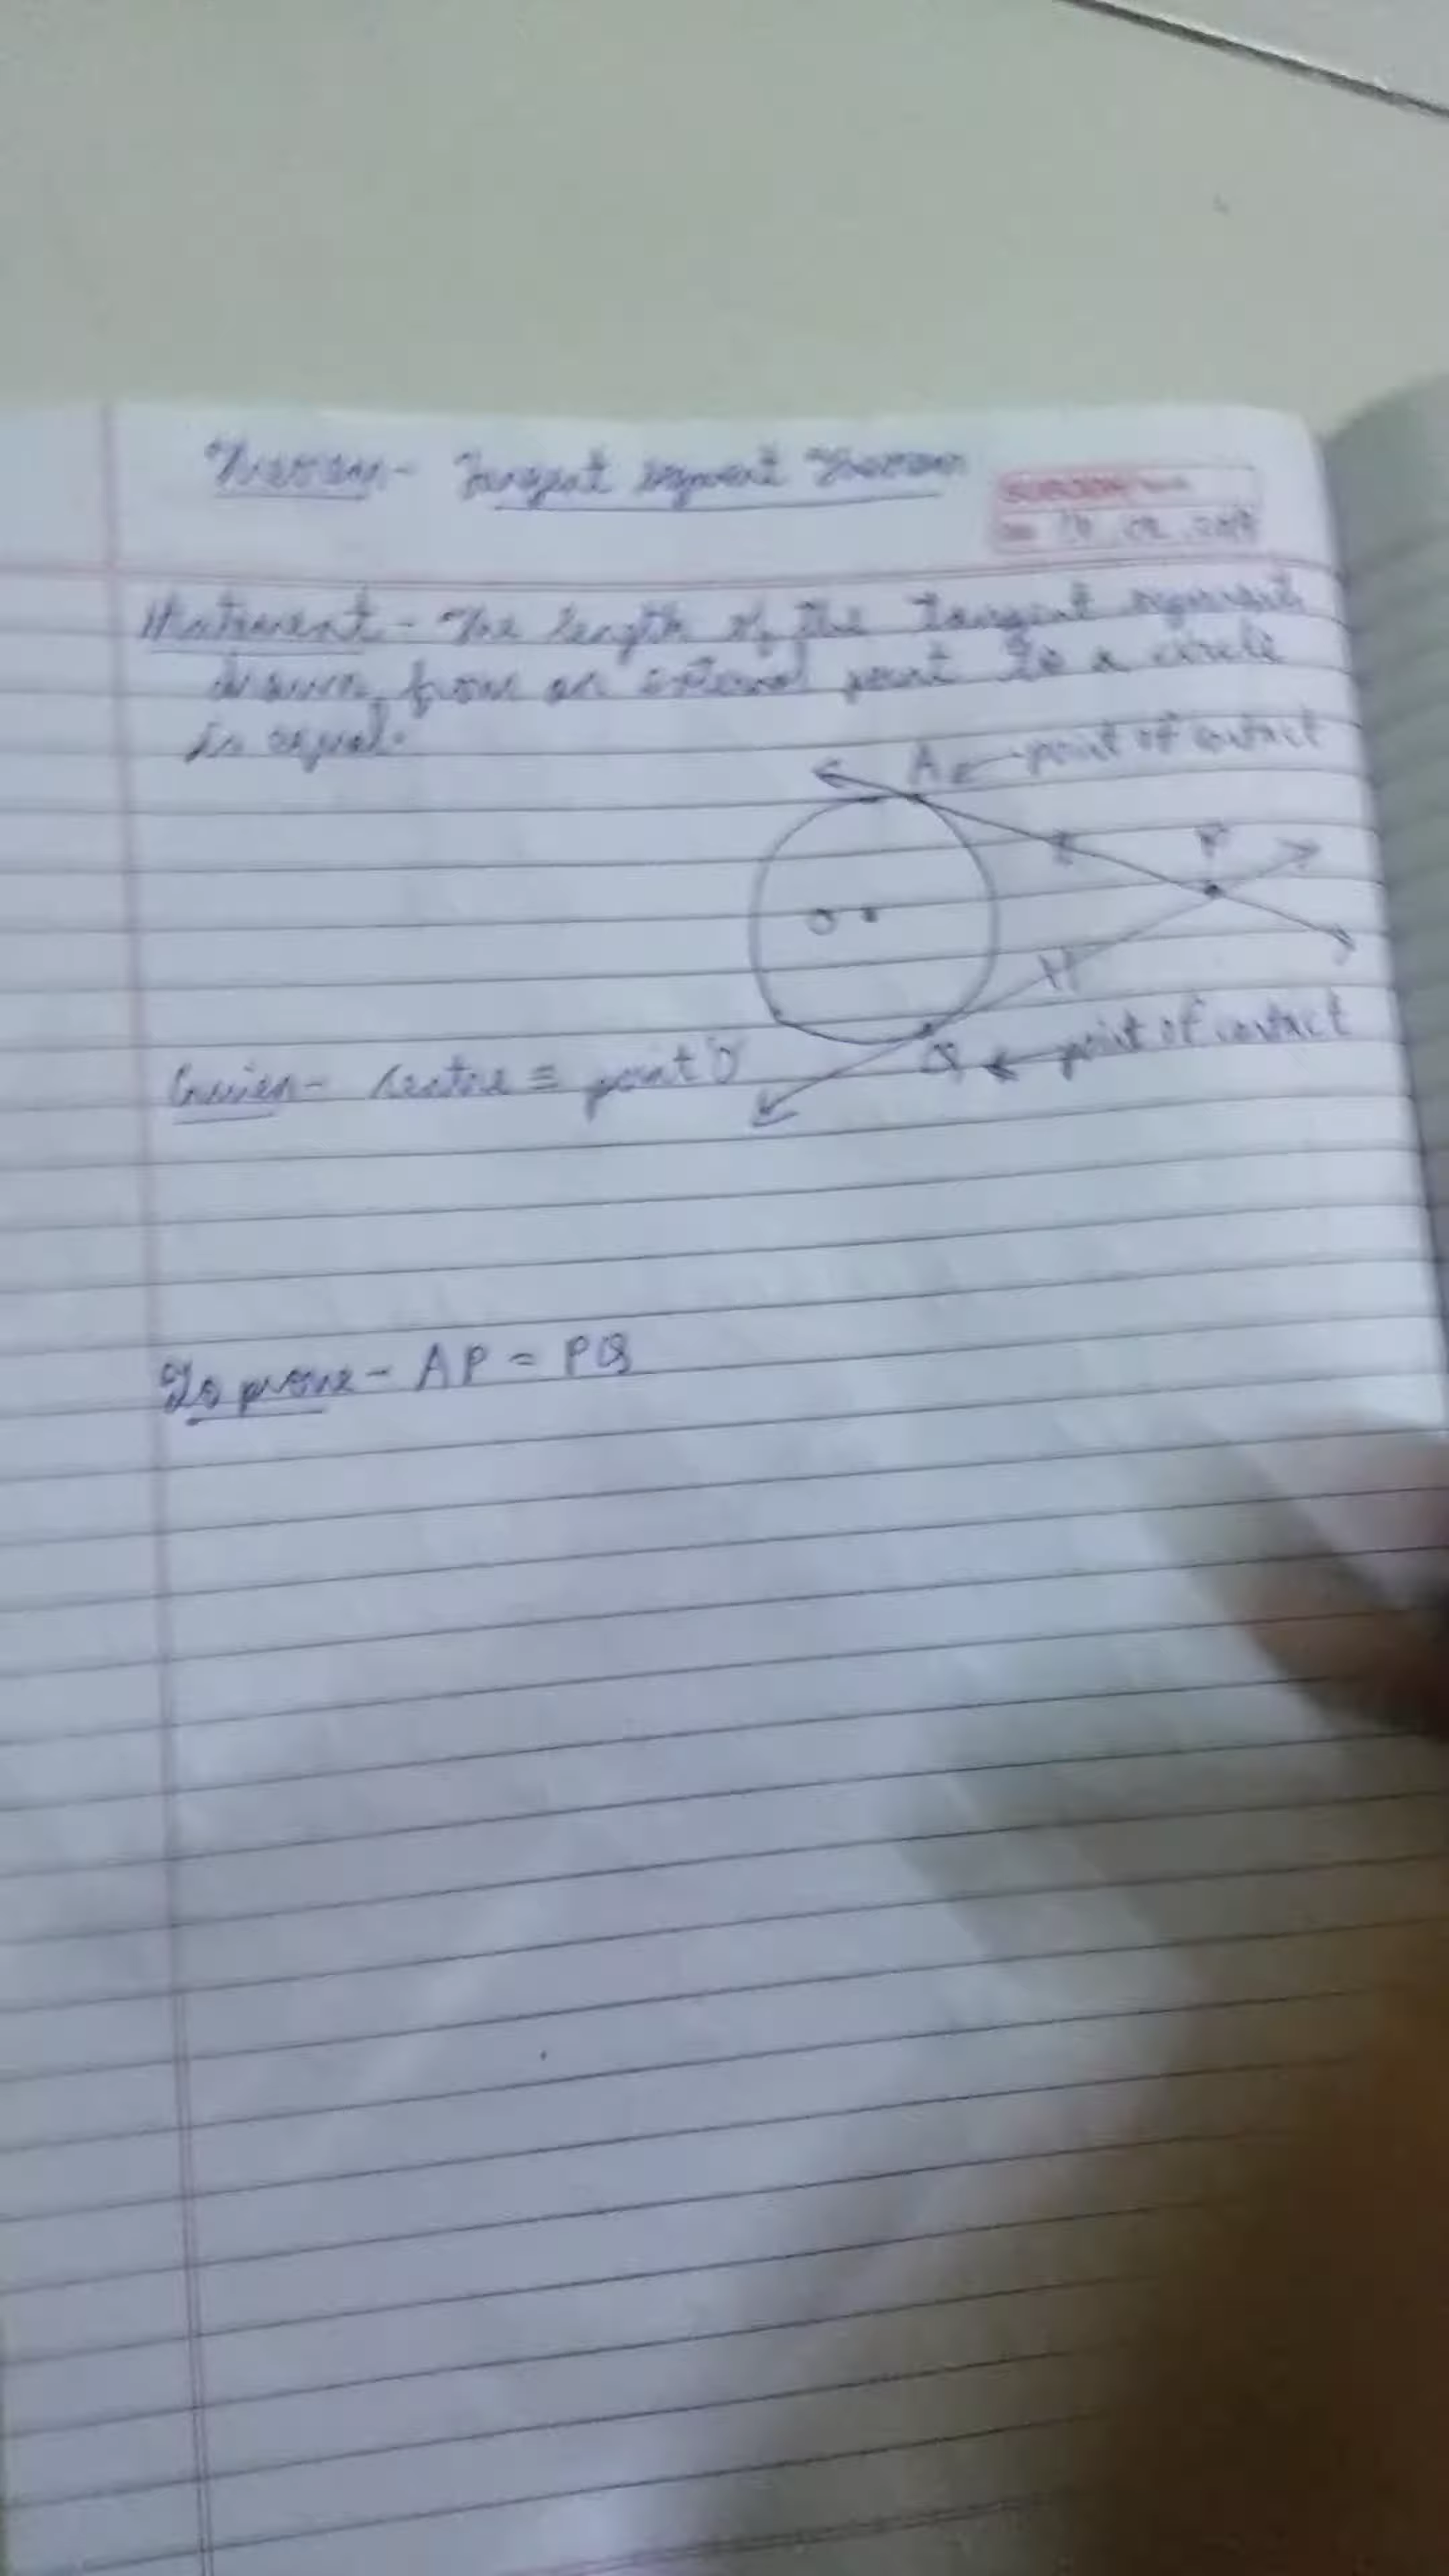 Theorem - Tangent segment theorem
Statement - The length of the tangent segment
drawn from an external point to a circle
is equal.
A ← point of contact
P
O
Q ← point of contact
Given - Centre ≡ point O
To prove - AP = PQ